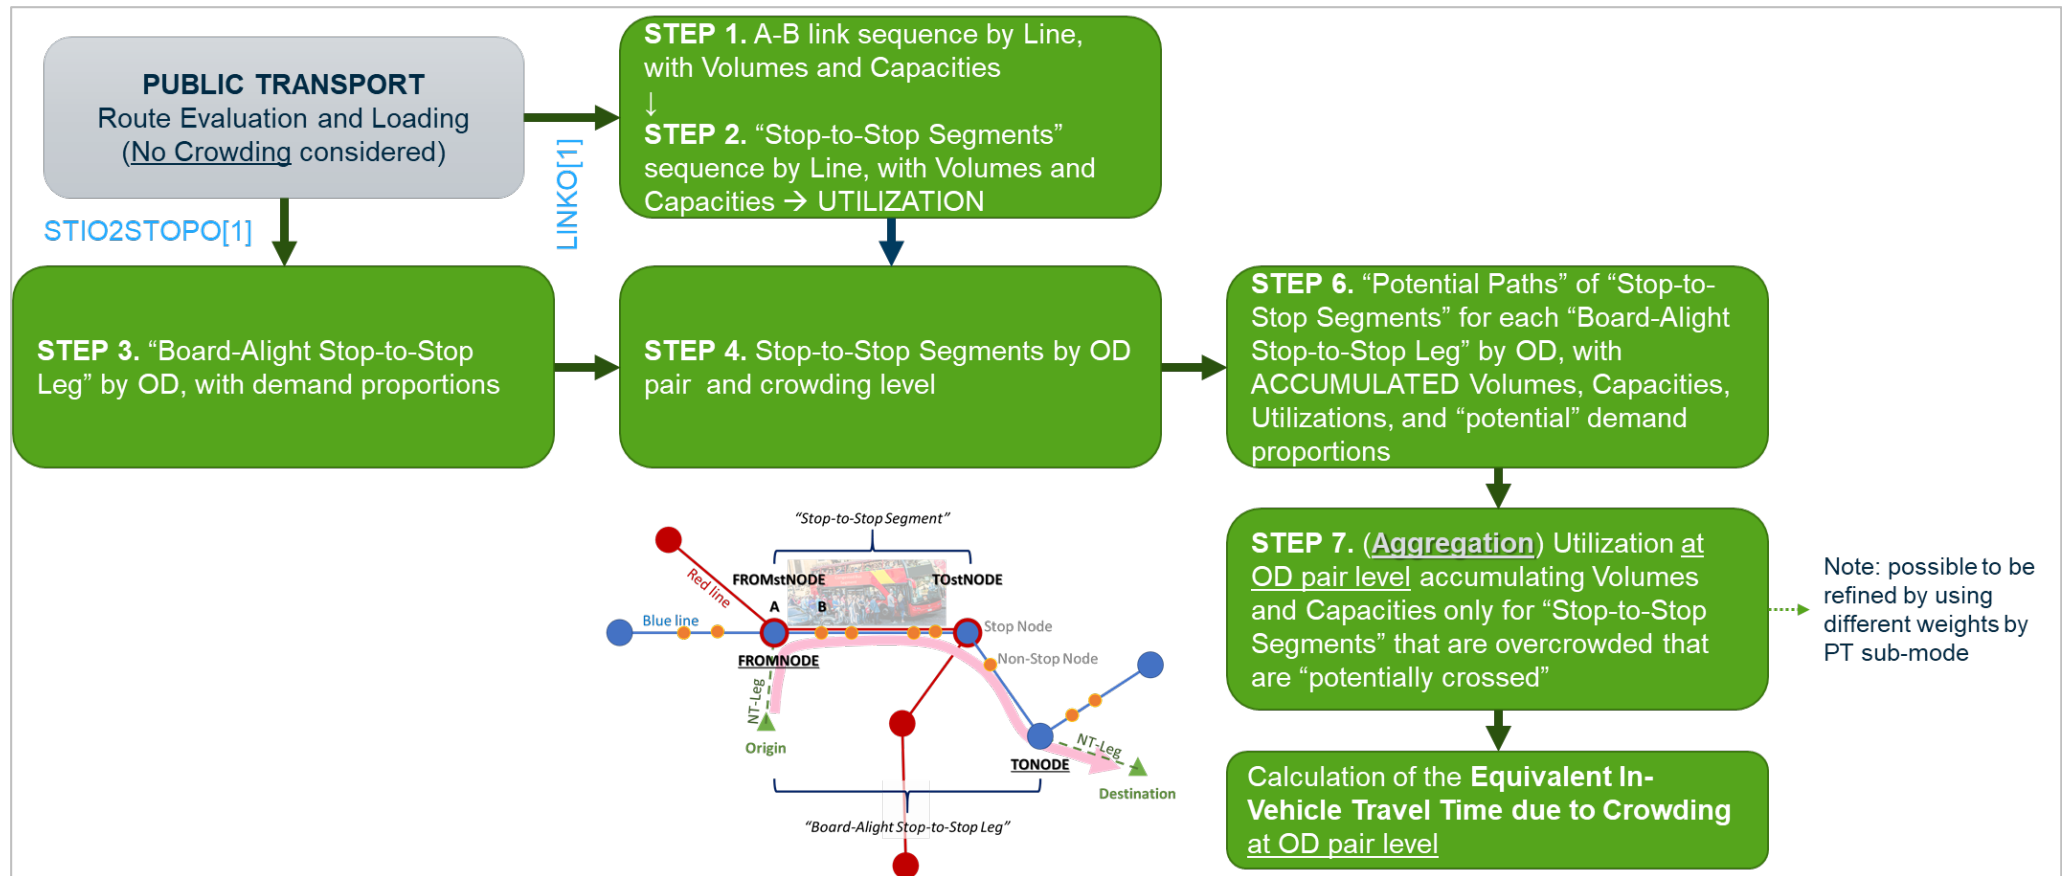 PUBLIC TRANSPORT
Route Evaluation and Loading
(No Crowding considered)
STIO2STOPO[1]
LINKO[1]
STEP 1. A-B link sequence by Line,
with Volumes and Capacities
↓
STEP 2. “Stop-to-Stop Segments”
sequence by Line, with Volumes and
Capacities → UTILIZATION
STEP 3. “Board-Alight Stop-to-Stop
Leg” by OD, with demand proportions
STEP 4. Stop-to-Stop Segments by OD
pair and crowding level
STEP 6. “Potential Paths” of “Stop-to-
Stop Segments” for each “Board-Alight
Stop-to-Stop Leg” by OD, with
ACCUMULATED Volumes, Capacities,
Utilizations, and “potential” demand
proportions
STEP 7. (Aggregation) Utilization at
OD pair level accumulating Volumes
and Capacities only for “Stop-to-Stop
Segments” that are overcrowded that
are “potentially crossed”
Note: possible to be
refined by using
different weights by
PT sub-mode
Calculation of the Equivalent In-
Vehicle Travel Time due to Crowding
at OD pair level
“Stop-to-Stop Segment”
FROMstNODE
TOstNODE
A
B
Red line
Blue line
Stop Node
FROMNODE
Non-Stop Node
NT-Leg
Origin
NT-Leg
TONODE
Destination
“Board-Alight Stop-to-Stop Leg”